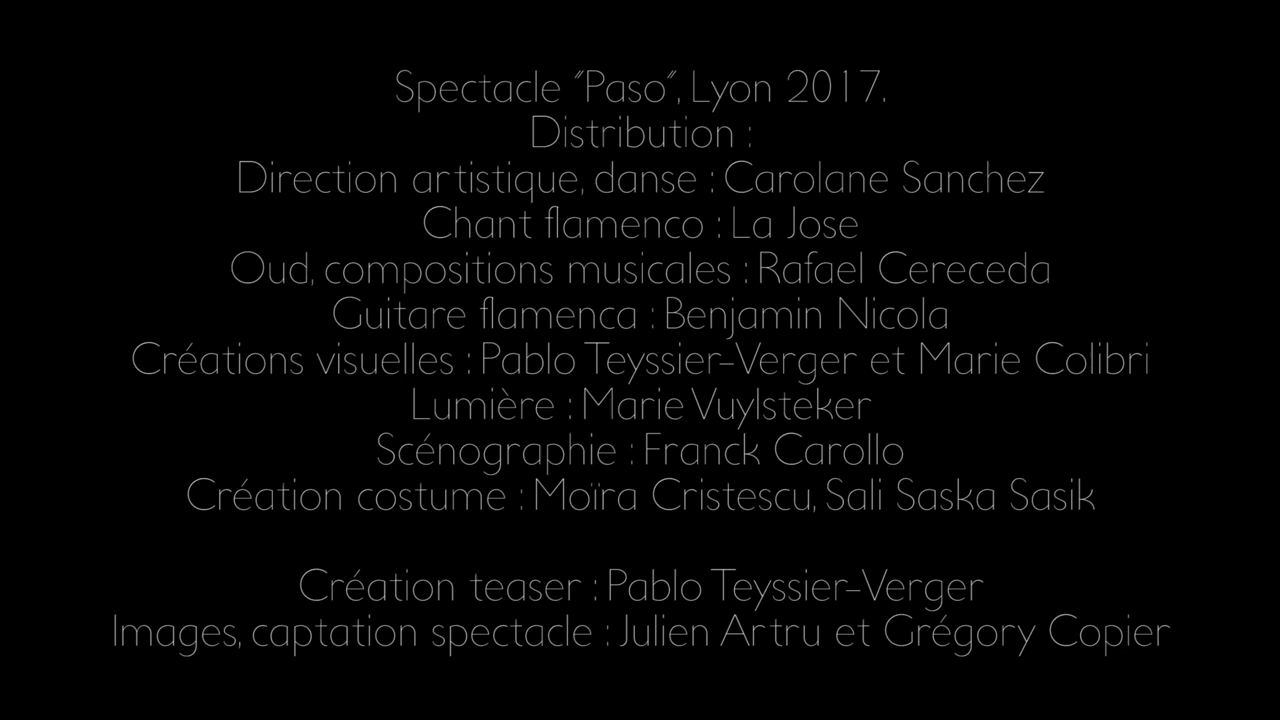 Spectacle "Paso", Lyon 2017.
Distribution :
Direction artistique, danse : Carolane Sanchez
Chant flamenco : La Jose
Oud, compositions musicales : Rafael Cereceda
Guitare flamenca : Benjamin Nicola
Créations visuelles : Pablo Teyssier-Verger et Marie Colibri
Lumière : Marie Vuylsteker
Scénographie : Franck Carollo
Création costume : Moïra Cristescu, Sali Saska Sasik
Création teaser : Pablo Teyssier-Verger
Images, captation spectacle : Julien Artru et Grégory Copier